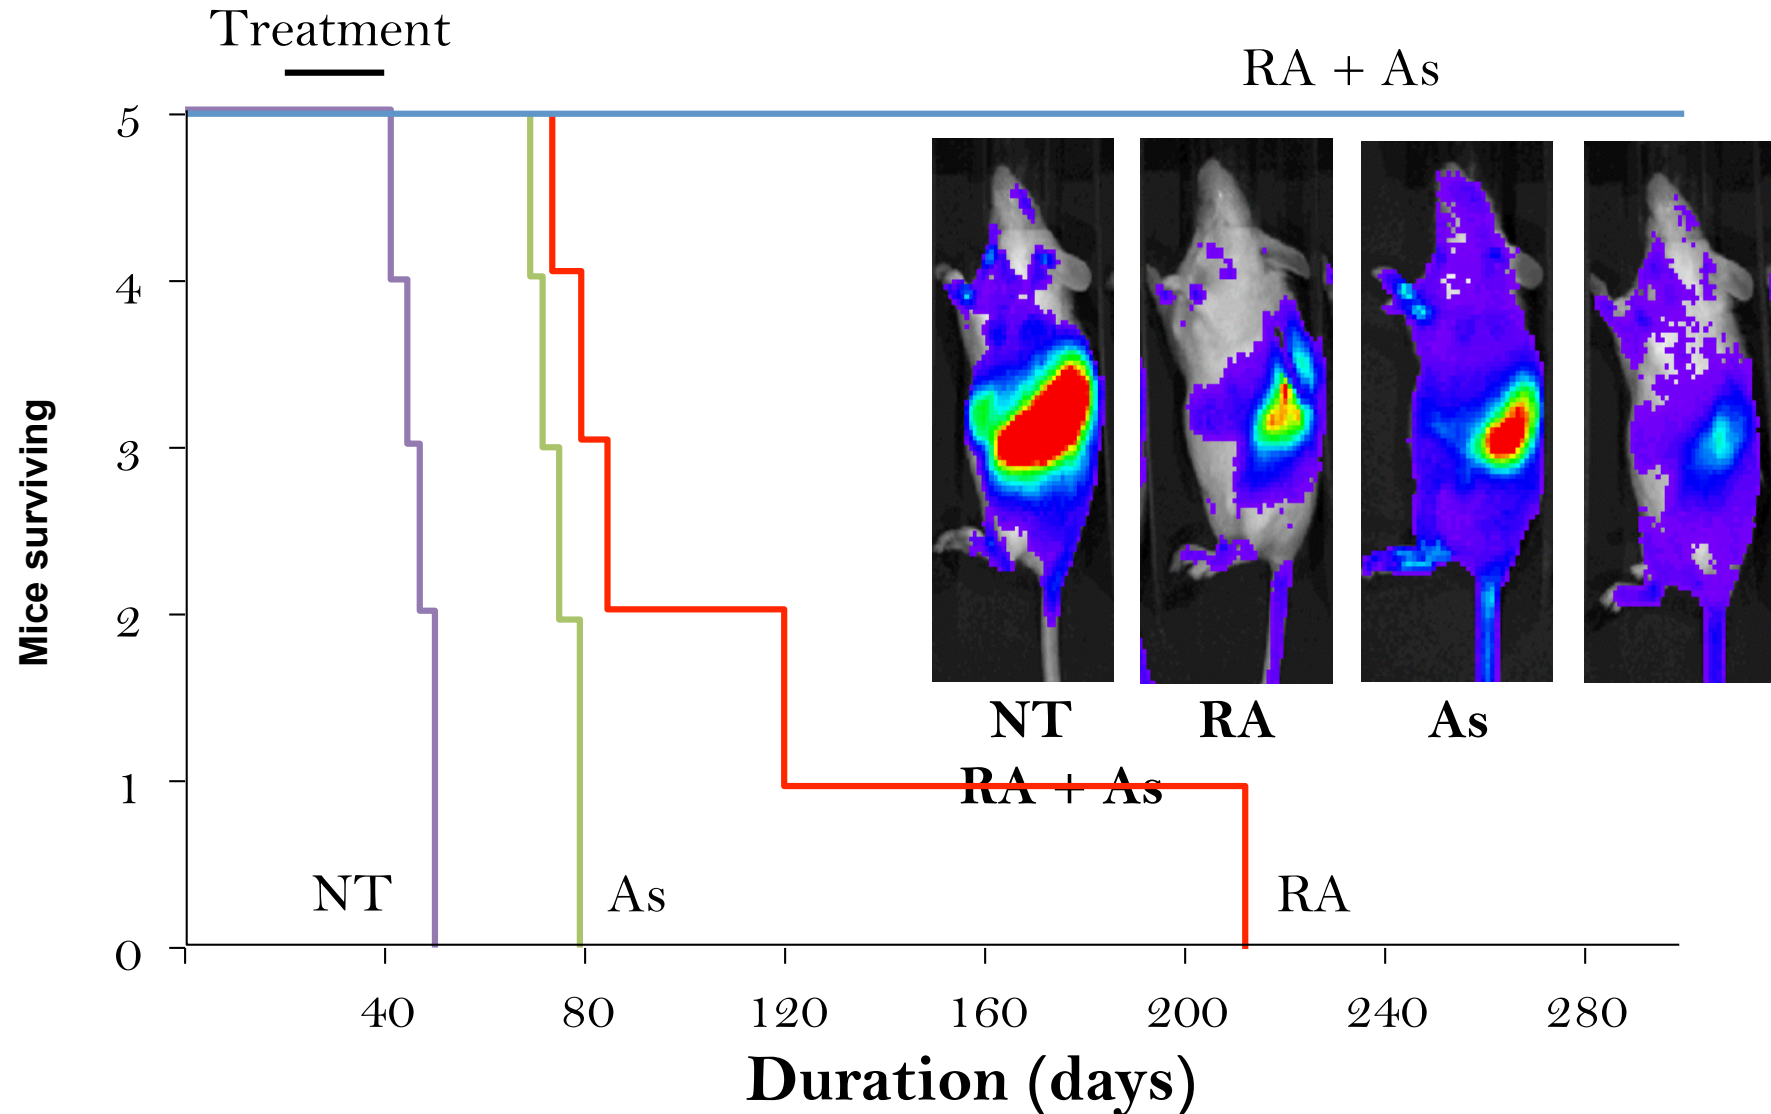 Treatment
RA + As
5
4
3
2
1
0
Mice surviving
NT RA As
RA + As
NT
As
RA
40 80 120 160 200 240 280
Duration (days)